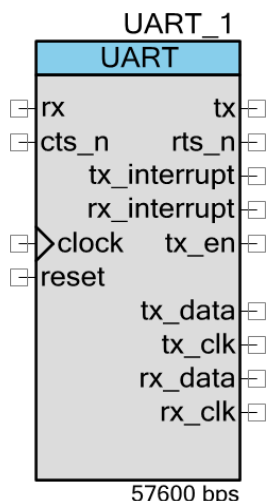 UART_1
UART
rx tx
cts_n rts_n
tx_interrupt
rx_interrupt
clock tx_en
reset
tx_data
tx_clk
rx_data
rx_clk
57600 bps